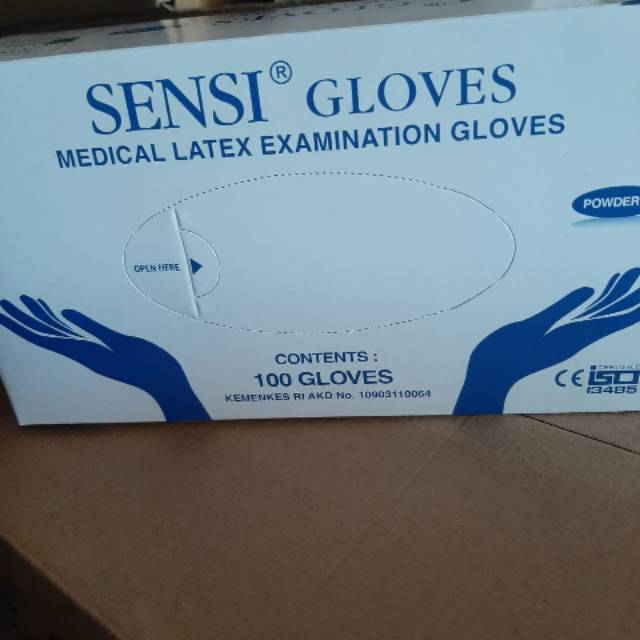 SENSI® GLOVES
MEDICAL LATEX EXAMINATION GLOVES
POWDER
OPEN HERE
CONTENTS :
100 GLOVES
KEMENKES RI AKD No. 10903110064
CE
ISO
13485